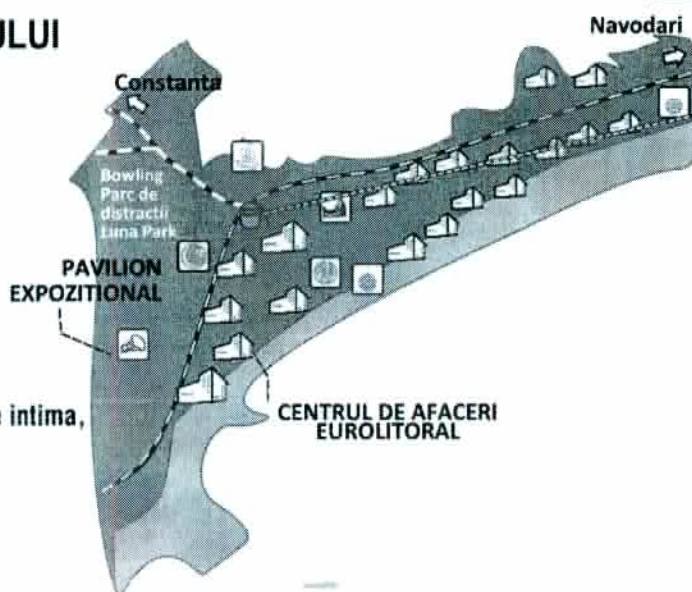 ULUI
Navodari
Constanta
Bowling
Parc de
distractii
Luna Park
PAVILION
EXPOZITIONAL
e intima,
CENTRUL DE AFACERI
EUROLITORAL